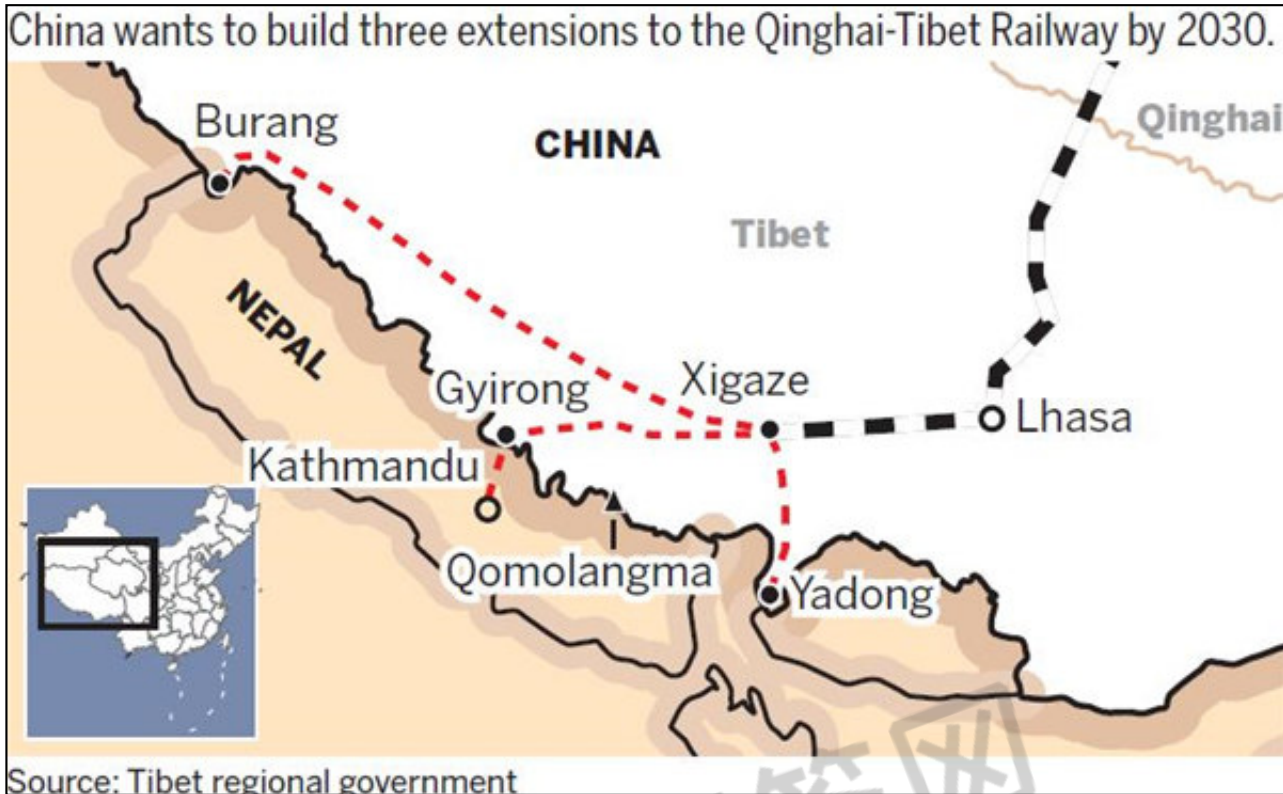 China wants to build three extensions to the Qinghai-Tibet Railway by 2030.
Burang
CHINA
Qinghai
Tibet
NEPAL
Gyirong
Xigaze
Lhasa
Kathmandu
Qomolangma
Yadong
Source: Tibet regional government